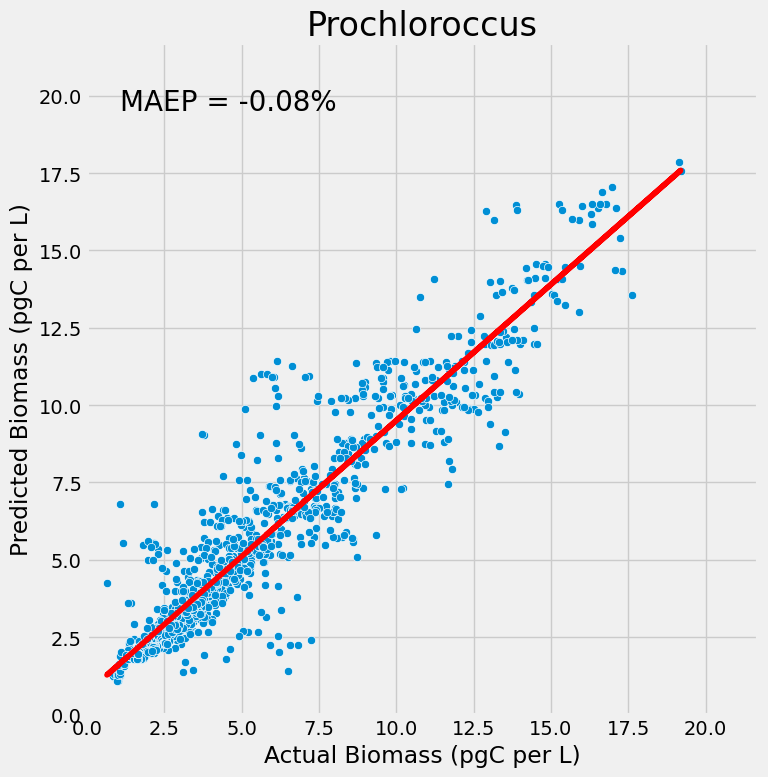 Prochloroccus
MAEP = -0.08%
Predicted Biomass (pgC per L)
20.0
17.5
15.0
12.5
10.0
7.5
5.0
2.5
0.0
0.0 2.5 5.0 7.5 10.0 12.5 15.0 17.5 20.0
Actual Biomass (pgC per L)